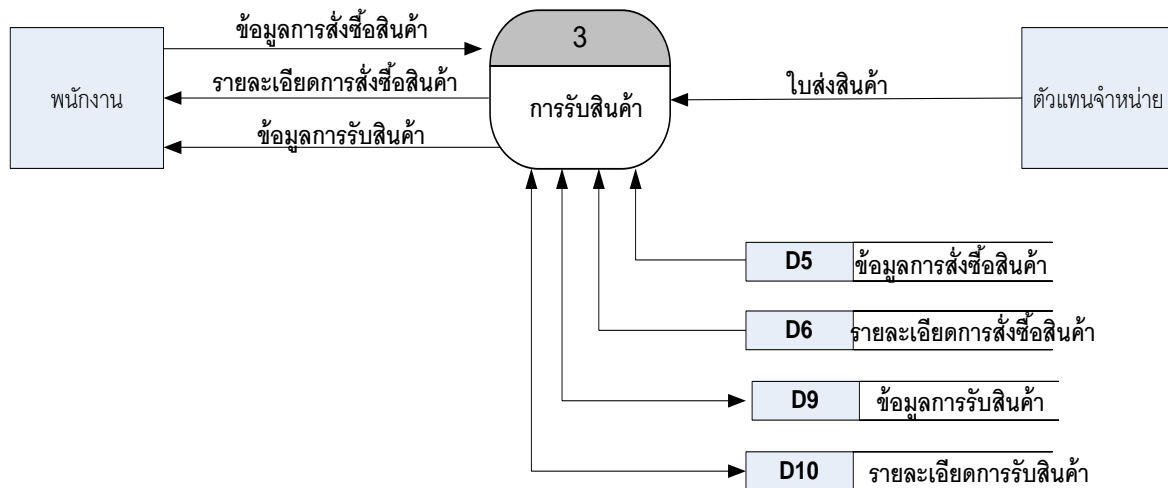 ข้อมูลการสั่งซื้อสินค้า
3
รายละเอียดการสั่งซื้อสินค้า
ใบส่งสินค้า
พนักงาน
การรับสินค้า
ตัวแทนจำหน่าย
ข้อมูลการรับสินค้า
D5 ข้อมูลการสั่งซื้อสินค้า
D6 รายละเอียดการสั่งซื้อสินค้า
D9 ข้อมูลการรับสินค้า
D10 รายละเอียดการรับสินค้า